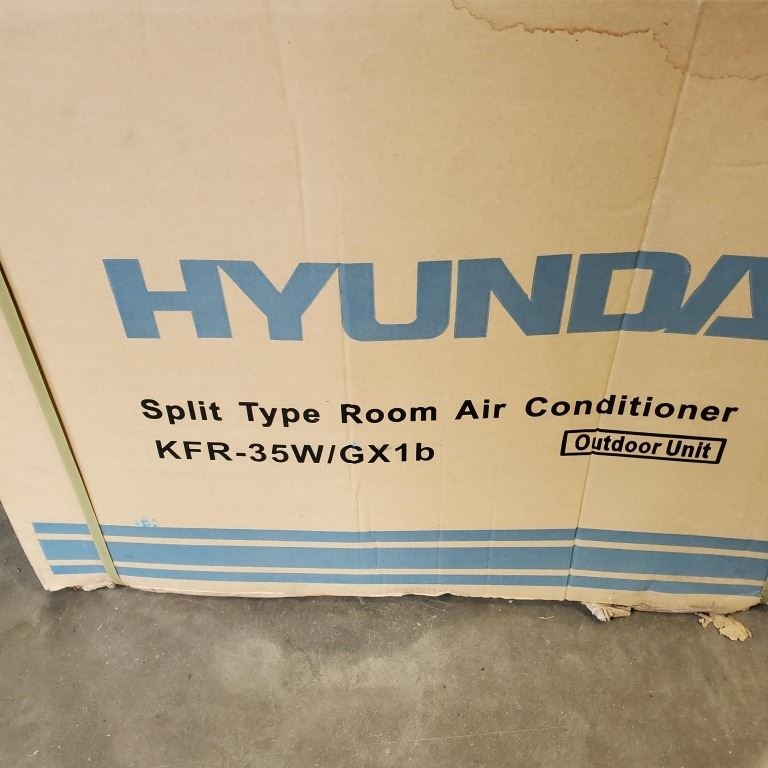 HYUNDA
Split Type Room Air Conditioner
KFR-35W/GX1b
Outdoor Unit